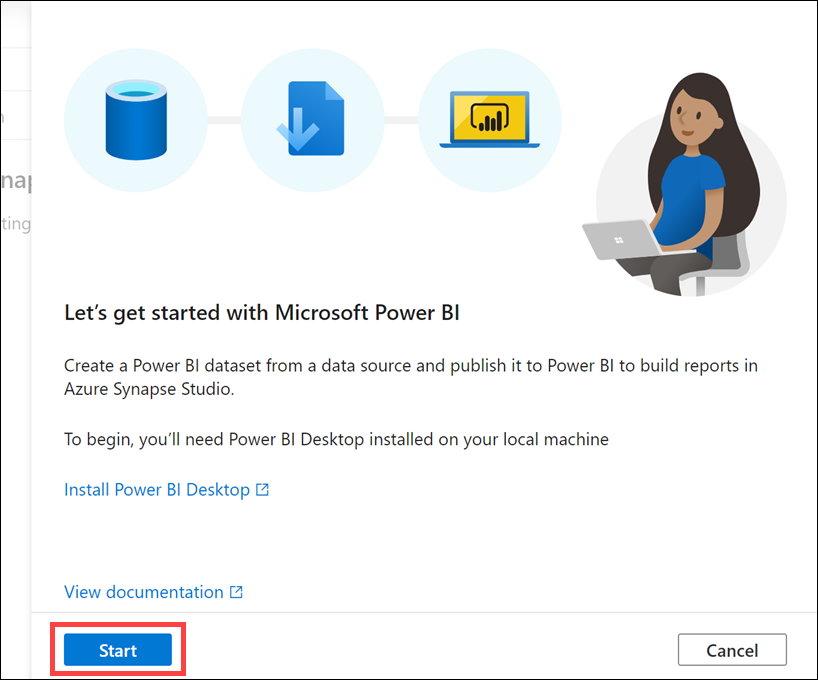 Let's get started with Microsoft Power BI
Create a Power BI dataset from a data source and publish it to Power BI to build reports in
Azure Synapse Studio.
To begin, you'll need Power BI Desktop installed on your local machine
Install Power BI Desktop
View documentation
Start
Cancel